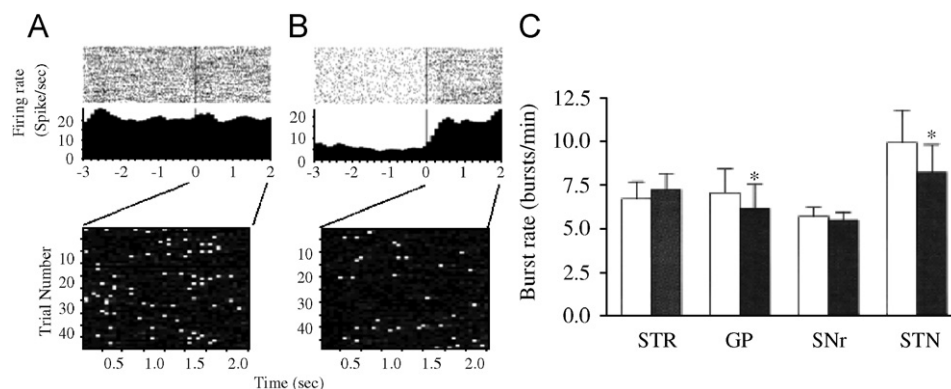 A
B
C
Firing rate
(Spike/sec)
20
10
0
-3 -2 -1 0 1 2
20
10
0
-3 -2 -1 0 1 2
Trial Number
10
20
30
40
0.5 1.0 1.5 2.0
10
20
30
40
0.5 1.0 1.5 2.0
Time (sec)
Burst rate (bursts/min)
12.5
10.0
7.5
5.0
2.5
0.0
*
*
STR GP SNr STN